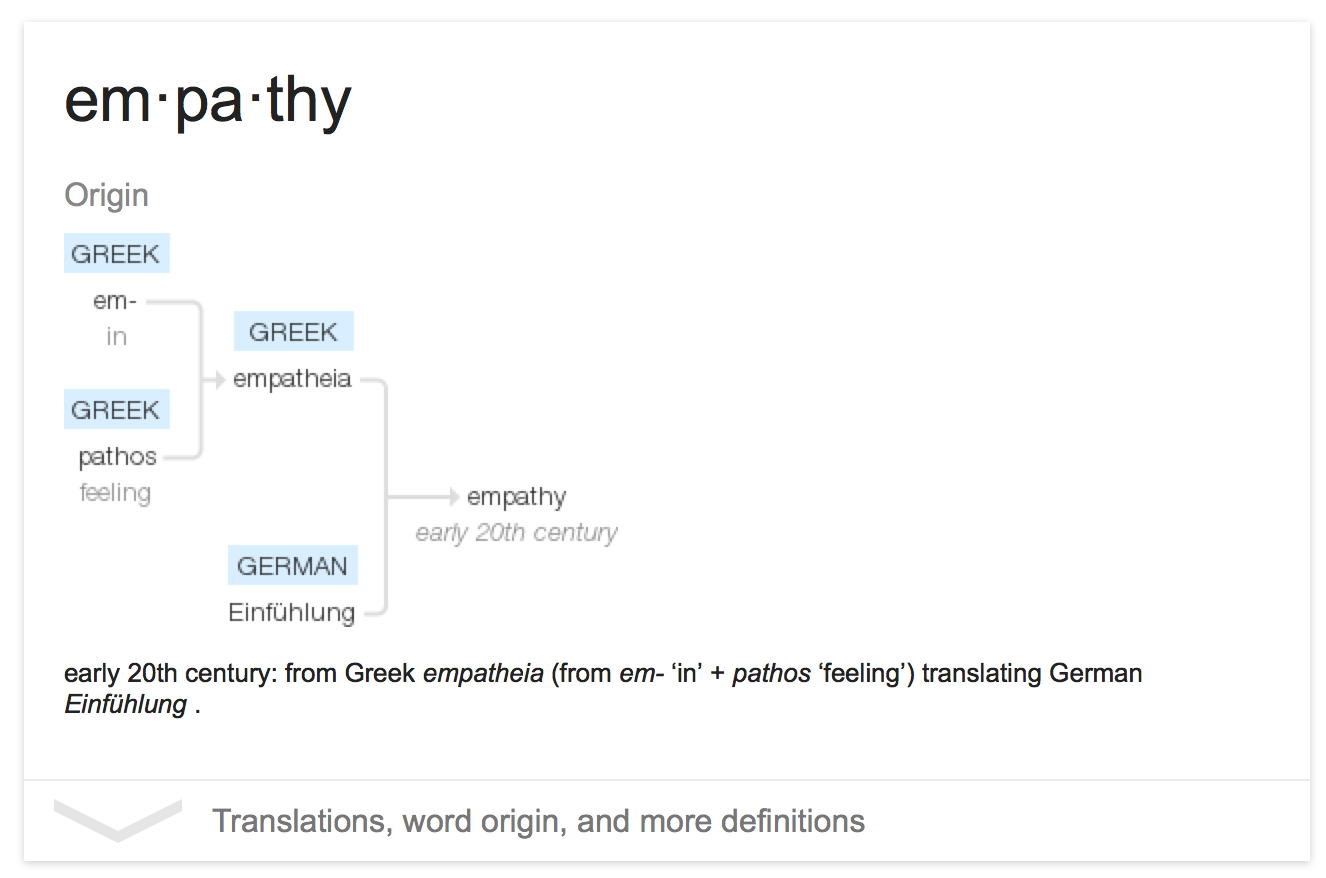 em·pa·thy
Origin
GREEK
em-
in
GREEK
pathos
feeling
GREEK
empatheia
GERMAN
Einfühlung
empathy
early 20th century
early 20th century: from Greek empatheia (from em- ‘in’ + pathos ‘feeling’) translating German
Einfühlung .
Translations, word origin, and more definitions